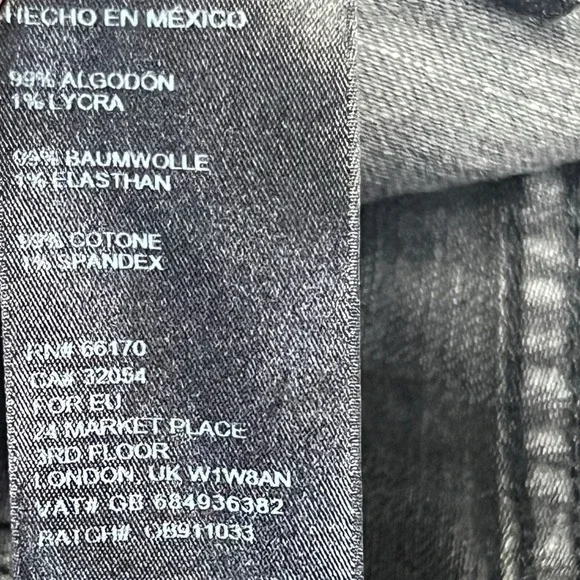 HECHO EN MÉXICO
99% ALGODÓN
1% LYCRA
99% BAUMWOLLE
1% ELASTHAN
99% COTONE
1% SPANDEX
RN# 66170
CA# 32054
FOR EU
24 MARKET PLACE
3RD FLOOR
LONDON, UK W1W8AN
VAT# GB 684936382
BATCH#